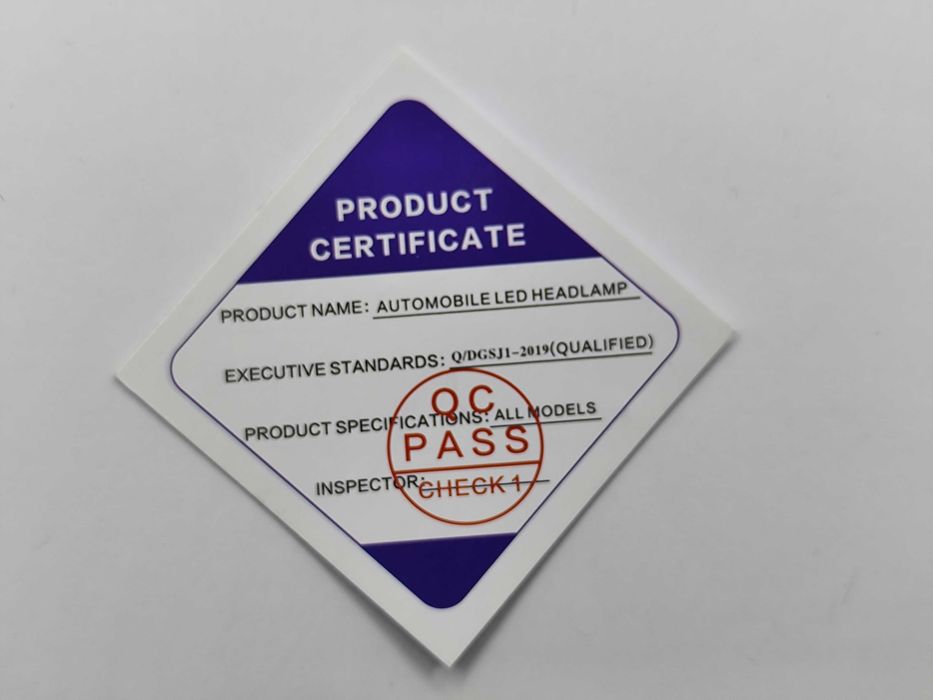 PRODUCT
CERTIFICATE
PRODUCT NAME: AUTOMOBILE LED HEADLAMP
EXECUTIVE STANDARDS: Q/DGSJ1-2019(QUALIFIED)
PRODUCT SPECIFICATIONS: ALL MODELS
INSPECTOR:
QC
PASS
CHECK 1